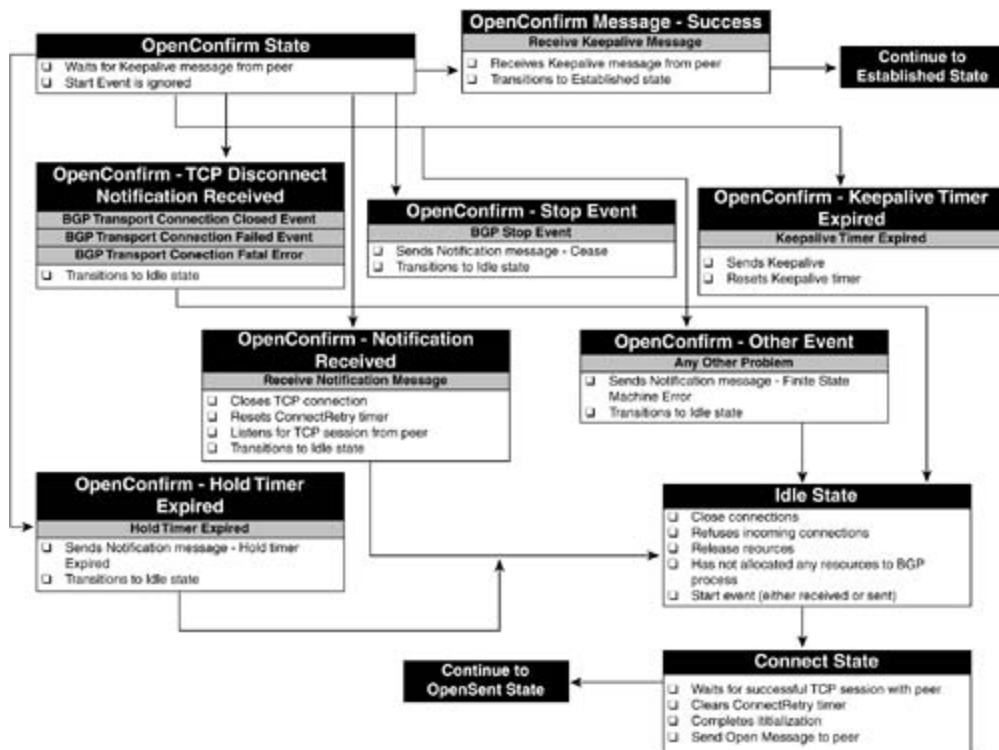 OpenConfirm State
❑ Waits for Keepalive message from peer
❑ Start Event is ignored
OpenConfirm Message - Success
Receive Keepalive Message
❑ Receives Keepalive message from peer
❑ Transitions to Established state
Continue to
Established State
OpenConfirm - TCP Disconnect
Notification Received
BGP Transport Connection Closed Event
BGP Transport Connection Failed Event
BGP Transport Conection Fatal Error
❑ Transitions to Idle state
OpenConfirm - Stop Event
BGP Stop Event
❑ Sends Notification message - Cease
❑ Transitions to Idle state
OpenConfirm - Keepalive Timer
Expired
Keepalive Timer Expired
❑ Sends Keepalive
❑ Resets Keepalive timer
OpenConfirm - Notification
Received
Receive Notification Message
❑ Closes TCP connection
❑ Resets ConnectRetry timer
❑ Listens for TCP session from peer
❑ Transitions to Idle state
OpenConfirm - Other Event
Any Other Problem
❑ Sends Notification message - Finite State
Machine Error
❑ Transitions to Idle state
OpenConfirm - Hold Timer
Expired
Hold Timer Expired
❑ Sends Notification message - Hold timer
Expired
❑ Transitions to Idle state
Idle State
❑ Close connections
❑ Refuses incoming connections
❑ Release reources
❑ Has not allocated any resources to BGP
process
❑ Start event (either received or sent)
Continue to
OpenSent State
Connect State
❑ Waits for successful TCP session with peer
❑ Clears ConnectRetry timer
❑ Completes ititialization
❑ Send Open Message to peer